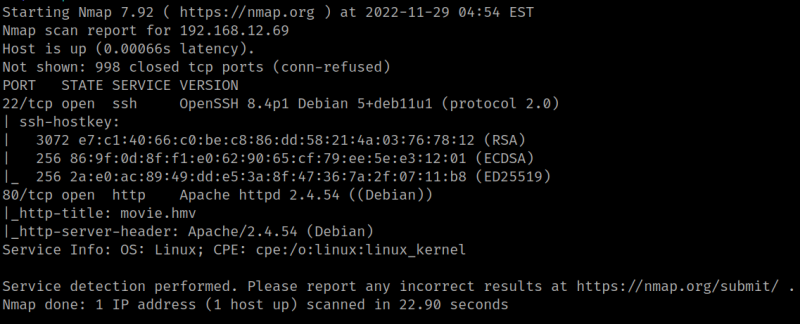 Starting Nmap 7.92 ( https://nmap.org ) at 2022-11-29 04:54 EST
Nmap scan report for 192.168.12.69
Host is up (0.00066s latency).
Not shown: 998 closed tcp ports (conn-refused)
PORT   STATE SERVICE VERSION
22/tcp open  ssh     OpenSSH 8.4p1 Debian 5+deb11u1 (protocol 2.0)
| ssh-hostkey:
|   3072 e7:c1:40:66:c0:be:c8:86:dd:58:21:4a:03:76:78:12 (RSA)
|   256 86:9f:0d:8f:f1:e0:62:90:65:cf:79:ee:5e:e3:12:01 (ECDSA)
|_  256 2a:e0:ac:89:49:dd:e5:3a:8f:47:36:7a:2f:07:11:b8 (ED25519)
80/tcp open  http    Apache httpd 2.4.54 ((Debian))
|_http-title: movie.hmv
|_http-server-header: Apache/2.4.54 (Debian)
Service Info: OS: Linux; CPE: cpe:/o:linux:linux_kernel
Service detection performed. Please report any incorrect results at https://nmap.org/submit/ .
Nmap done: 1 IP address (1 host up) scanned in 22.90 seconds